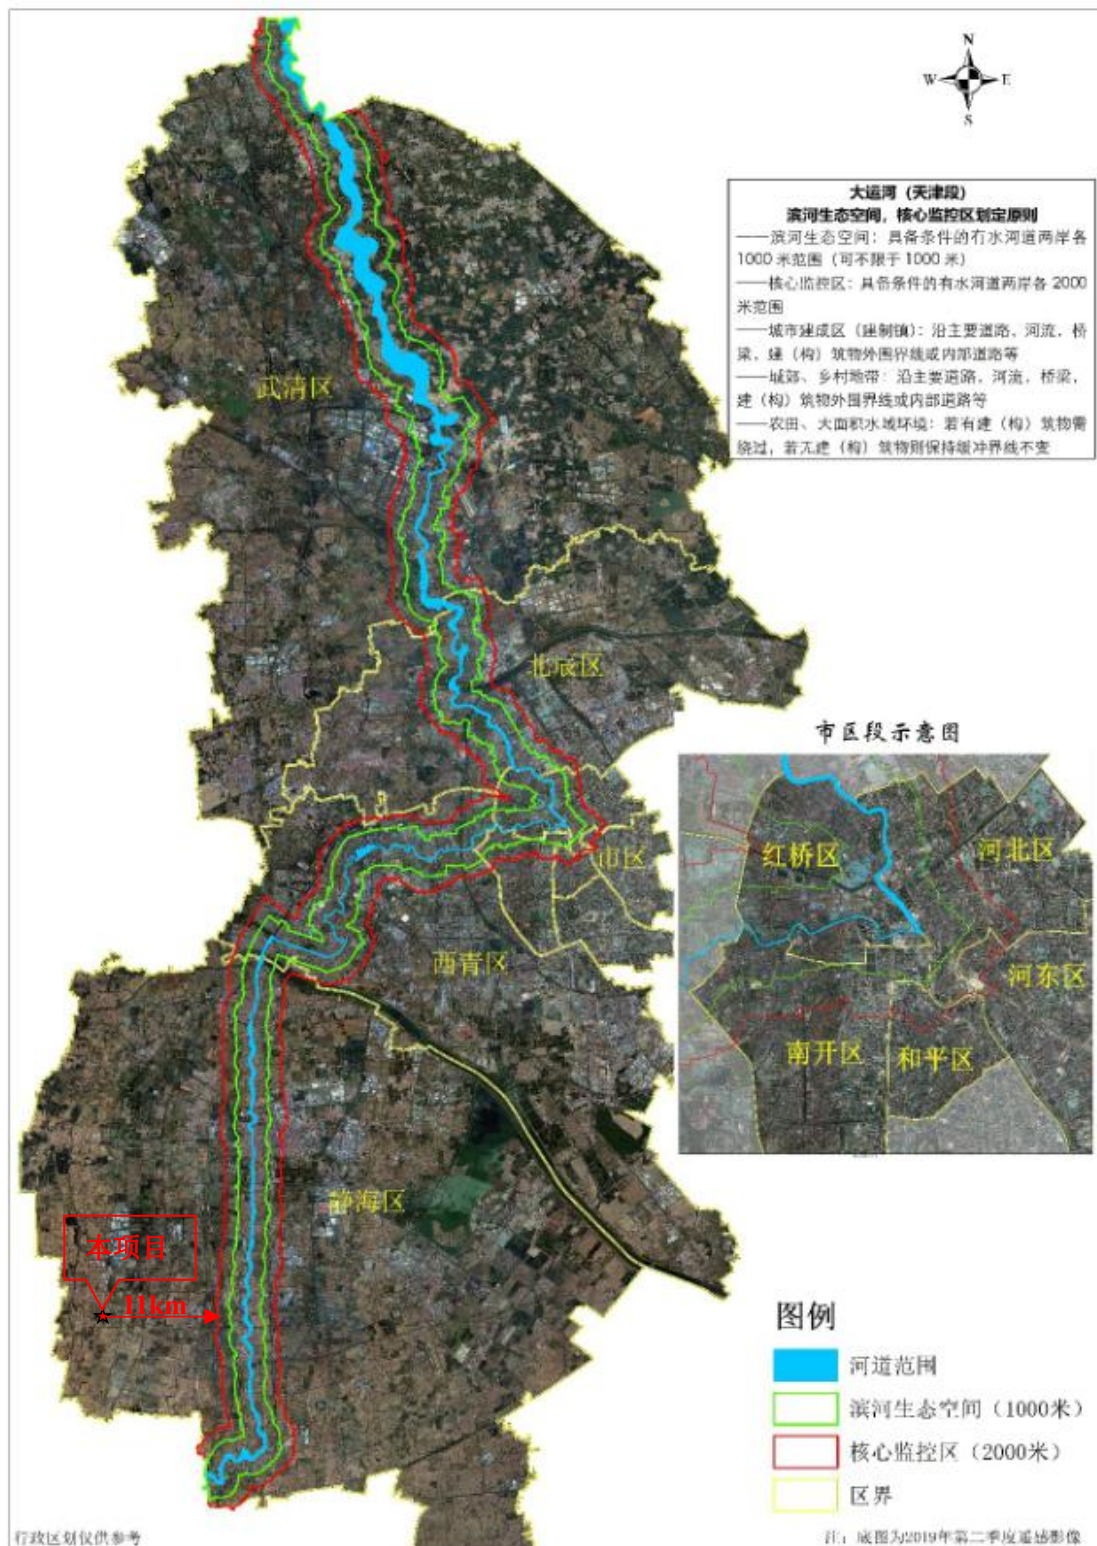 N
W
E
S
大运河（天津段）
滨河生态空间，核心监控区划定原则
——滨河生态空间：具备条件的有水河道两岸各
1000 米范围（可不限于 1000 米）
——核心监控区：具备条件的有水河道两岸各 2000
米范围
——城市建成区（建制镇）：沿主要道路，河流，桥
梁，建（构）筑物外围界线或内部道路等
——城郊、乡村地带：沿主要道路，河流，桥梁，
建（构）筑物外围界线或内部道路等
——农田、大面积水域环境：若有建（构）筑物需
绕过，若无建（构）筑物则保持缓冲界线不变
武清区
北辰区
市区段示意图
红桥区
河北区
市区
西青区
河东区
南开区
和平区
静海区
本项目
11km
图例
河道范围
滨河生态空间（1000米）
核心监控区（2000米）
区界
行政区划仅供参考
注：底图为2019年第二季度遥感影像